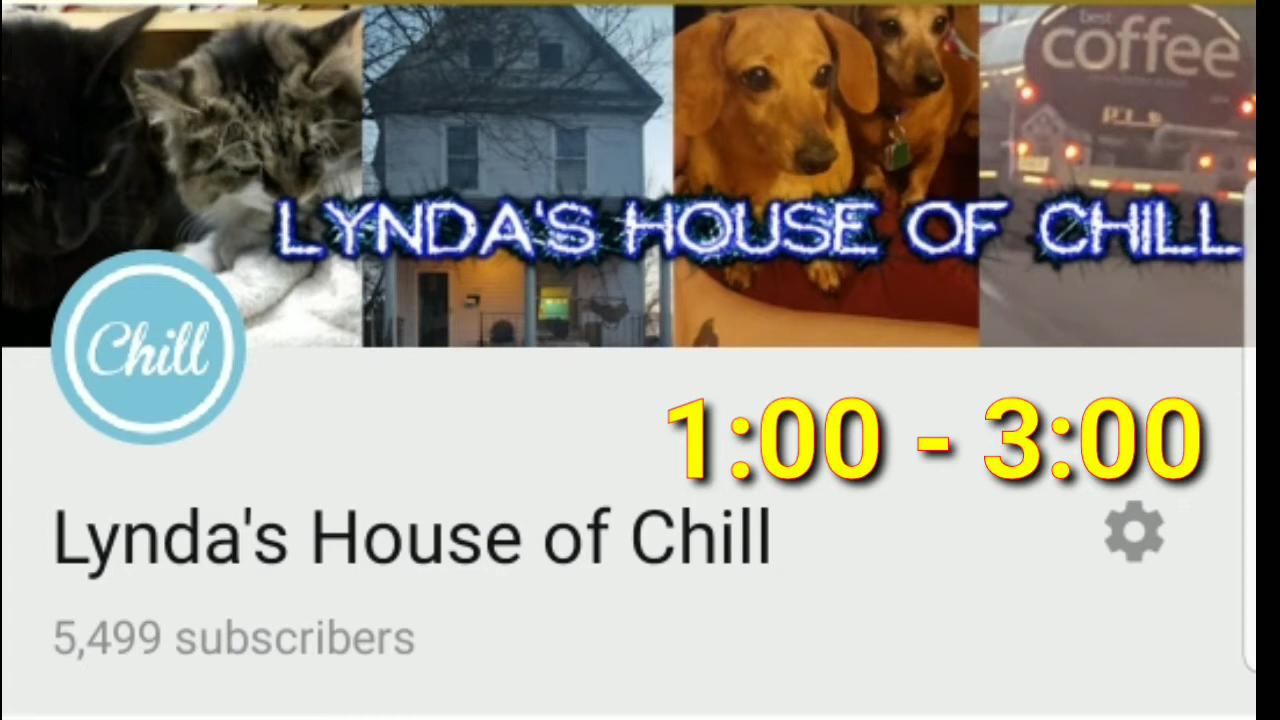 best
coffee
LYNDA'S HOUSE OF CHILL
Chill
1:00 - 3:00
Lynda's House of Chill
5,499 subscribers